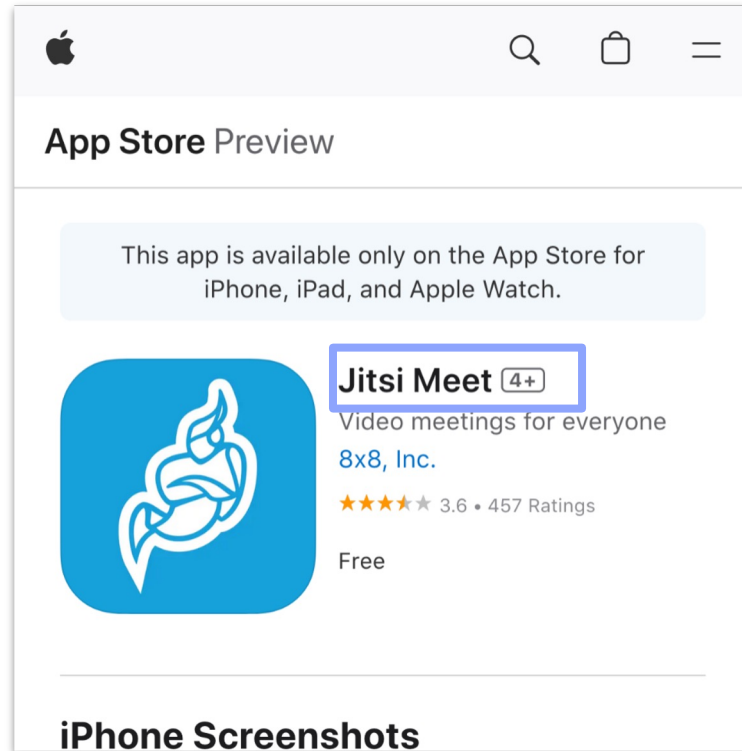 App Store Preview
This app is available only on the App Store for
iPhone, iPad, and Apple Watch.
Jitsi Meet 4+
Video meetings for everyone
8x8, Inc.
3.6 • 457 Ratings
Free
iPhone Screenshots